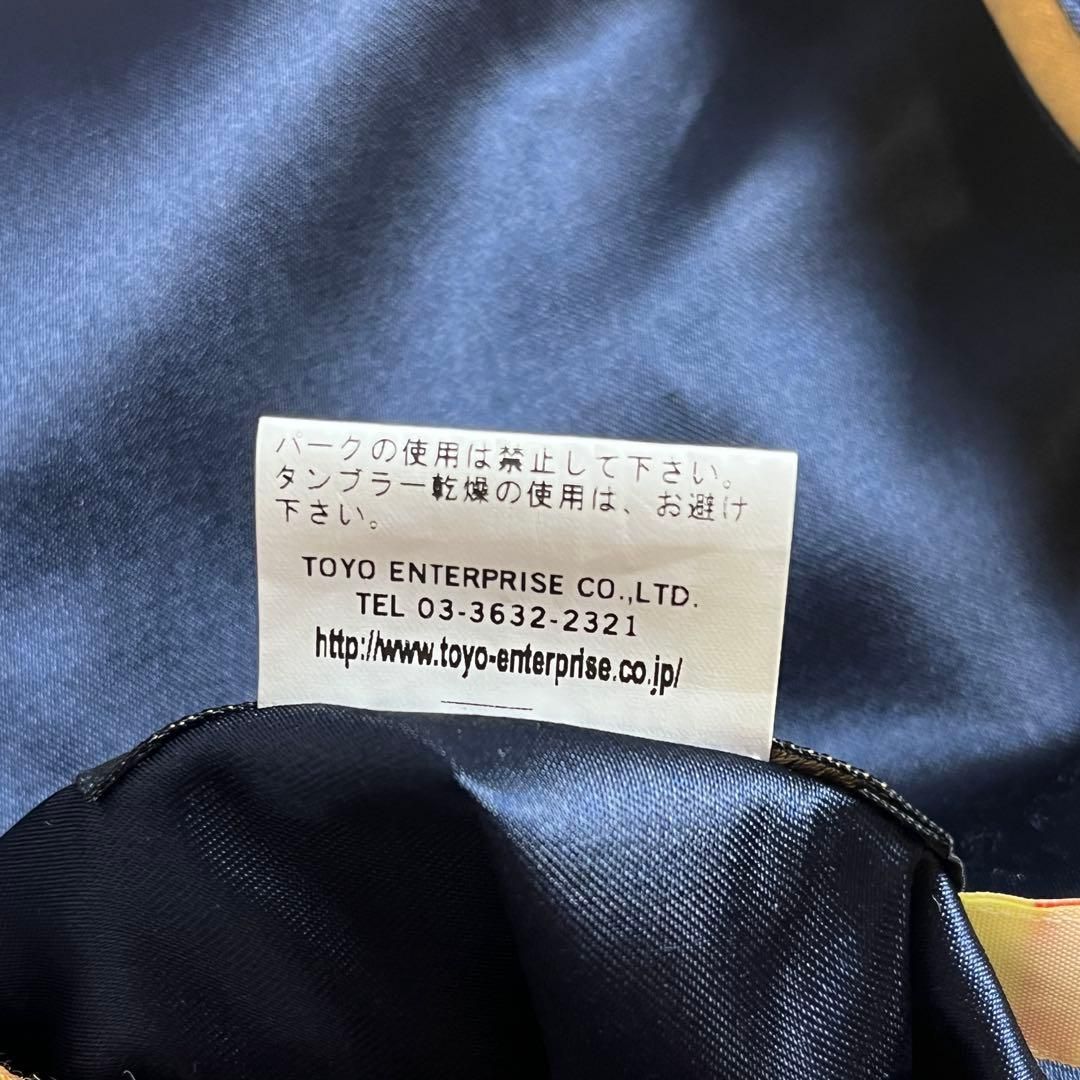 パークの使用は禁止して下さい。
タンブラー乾燥の使用は、お避け
下さい。
TOYO ENTERPRISE CO.,LTD.
TEL 03-3632-2321
http://www.toyo-enterprise.co.jp/